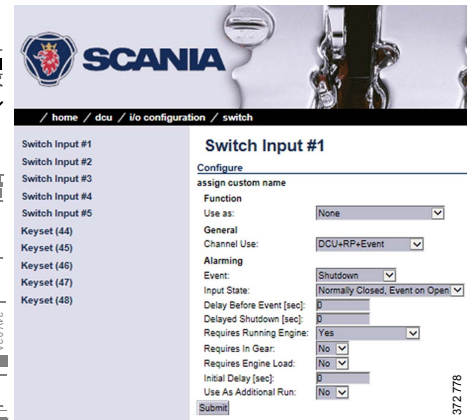 SCANIA
/ home / dcu / i/o configuration / switch
Switch Input #1
Switch Input #2
Switch Input #3
Switch Input #4
Switch Input #5
Keyset (44)
Keyset (45)
Keyset (46)
Keyset (47)
Keyset (48)
Switch Input #1
Configure
assign custom name
Function
Use as: None
General
Channel Use: DCU+RP+Event
Alarming
Event: Shutdown
Input State: Normally Closed, Event on Open
Delay Before Event [sec]: 0
Delayed Shutdown [sec]: 0
Requires Running Engine: Yes
Requires In Gear: No
Requires Engine Load: No
Initial Delay [sec]: 0
Use As Additional Run: No
Submit